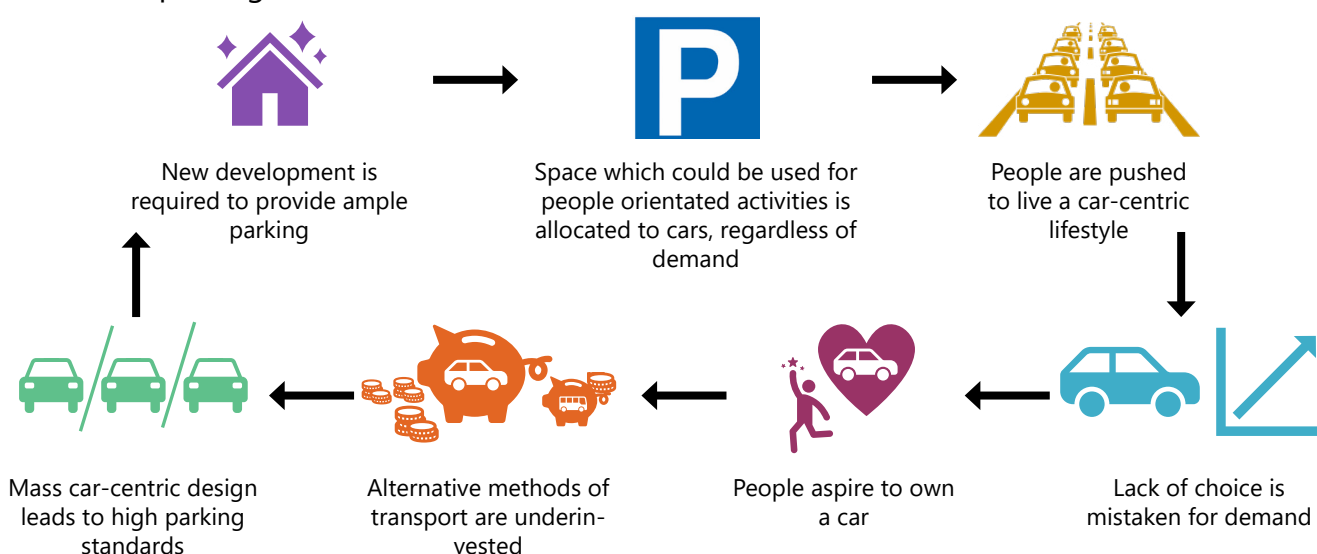 New development is
required to provide ample
parking
P
Space which could be used for
people orientated activities is
allocated to cars, regardless of
demand
People are pushed
to live a car-centric
lifestyle
Mass car-centric design
leads to high parking
standards
Alternative methods of
transport are underin-
vested
People aspire to own
a car
Lack of choice is
mistaken for demand